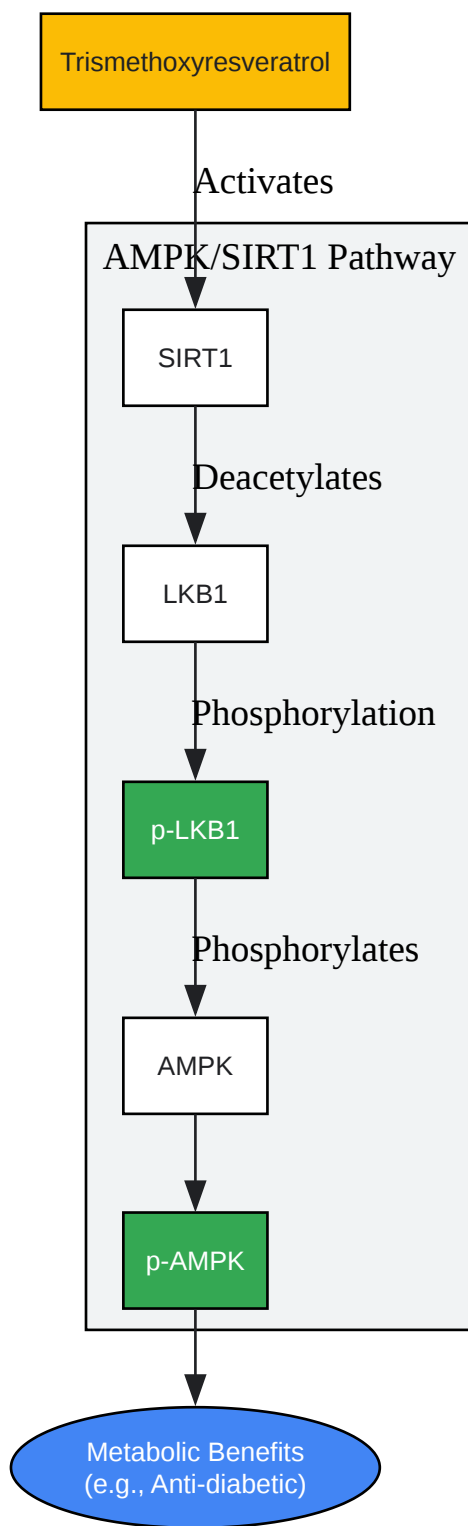 Trismethoxyresveratrol
Activates
AMPK/SIRT1 Pathway
SIRT1
Deacetylates
LKB1
Phosphorylation
p-LKB1
Phosphorylates
AMPK
p-AMPK
Metabolic Benefits
(e.g., Anti-diabetic)